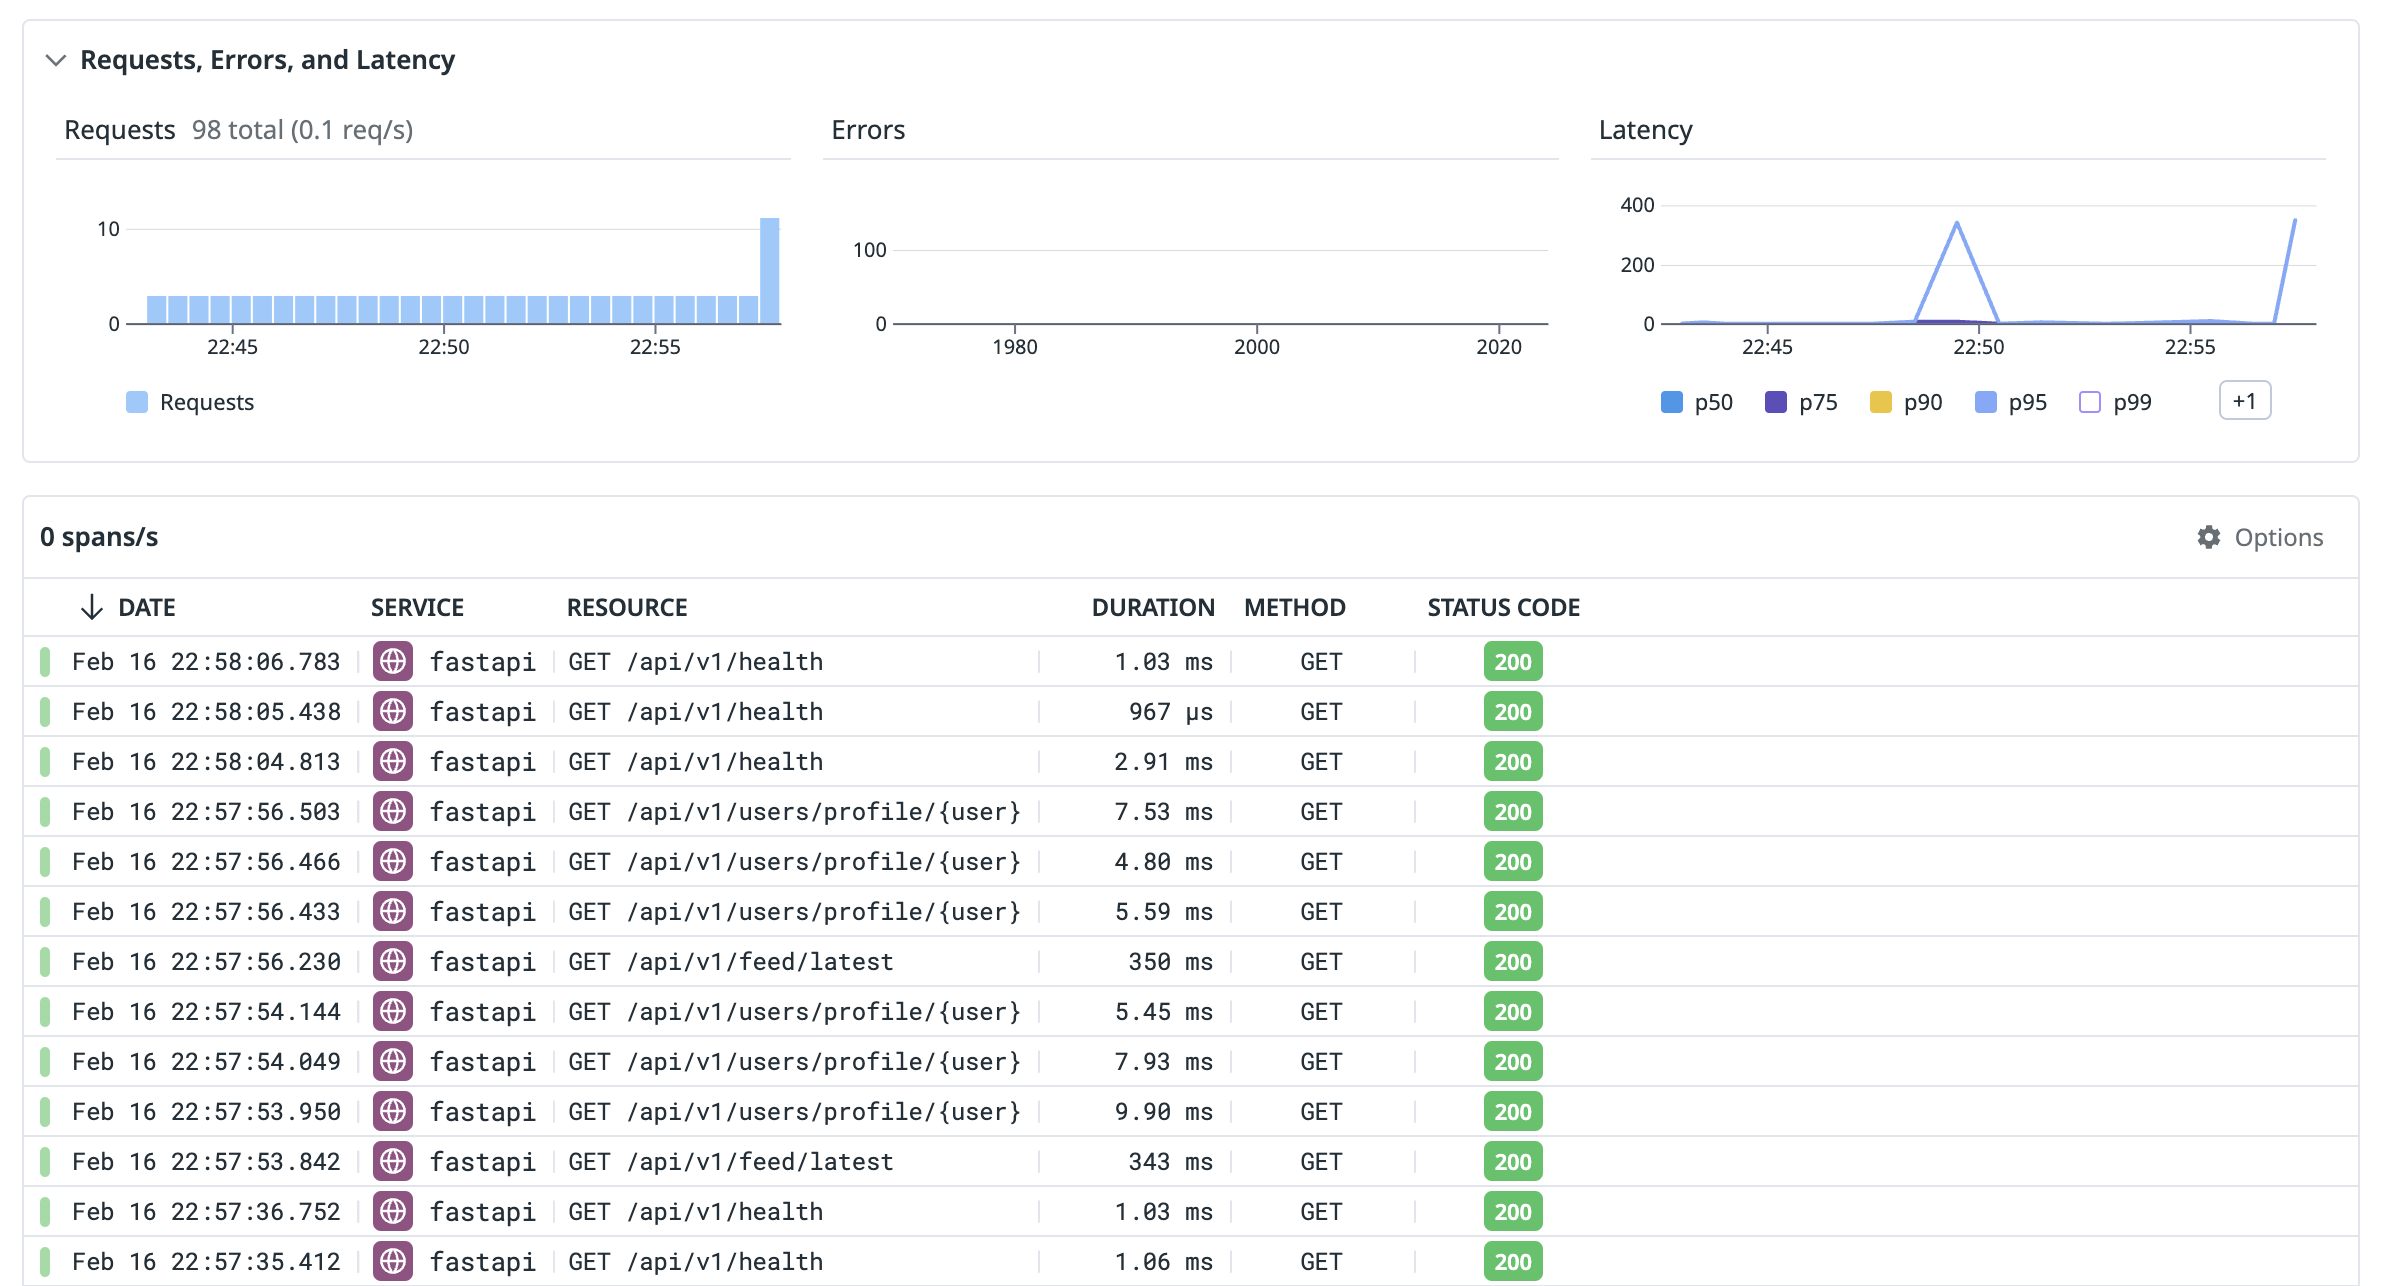 Requests, Errors, and Latency
Requests 98 total (0.1 req/s)
10
0
22:45 22:50 22:55
Requests
Errors
100
0
1980 2000 2020
Latency
400
200
0
22:45 22:50 22:55
p50 p75 p90 p95 p99 +1
0 spans/s Options
DATE SERVICE RESOURCE DURATION METHOD STATUS CODE
Feb 16 22:58:06.783 fastapi GET /api/v1/health 1.03 ms GET 200
Feb 16 22:58:05.438 fastapi GET /api/v1/health 967 µs GET 200
Feb 16 22:58:04.813 fastapi GET /api/v1/health 2.91 ms GET 200
Feb 16 22:57:56.503 fastapi GET /api/v1/users/profile/{user} 7.53 ms GET 200
Feb 16 22:57:56.466 fastapi GET /api/v1/users/profile/{user} 4.80 ms GET 200
Feb 16 22:57:56.433 fastapi GET /api/v1/users/profile/{user} 5.59 ms GET 200
Feb 16 22:57:56.230 fastapi GET /api/v1/feed/latest 350 ms GET 200
Feb 16 22:57:54.144 fastapi GET /api/v1/users/profile/{user} 5.45 ms GET 200
Feb 16 22:57:54.049 fastapi GET /api/v1/users/profile/{user} 7.93 ms GET 200
Feb 16 22:57:53.950 fastapi GET /api/v1/users/profile/{user} 9.90 ms GET 200
Feb 16 22:57:53.842 fastapi GET /api/v1/feed/latest 343 ms GET 200
Feb 16 22:57:36.752 fastapi GET /api/v1/health 1.03 ms GET 200
Feb 16 22:57:35.412 fastapi GET /api/v1/health 1.06 ms GET 200